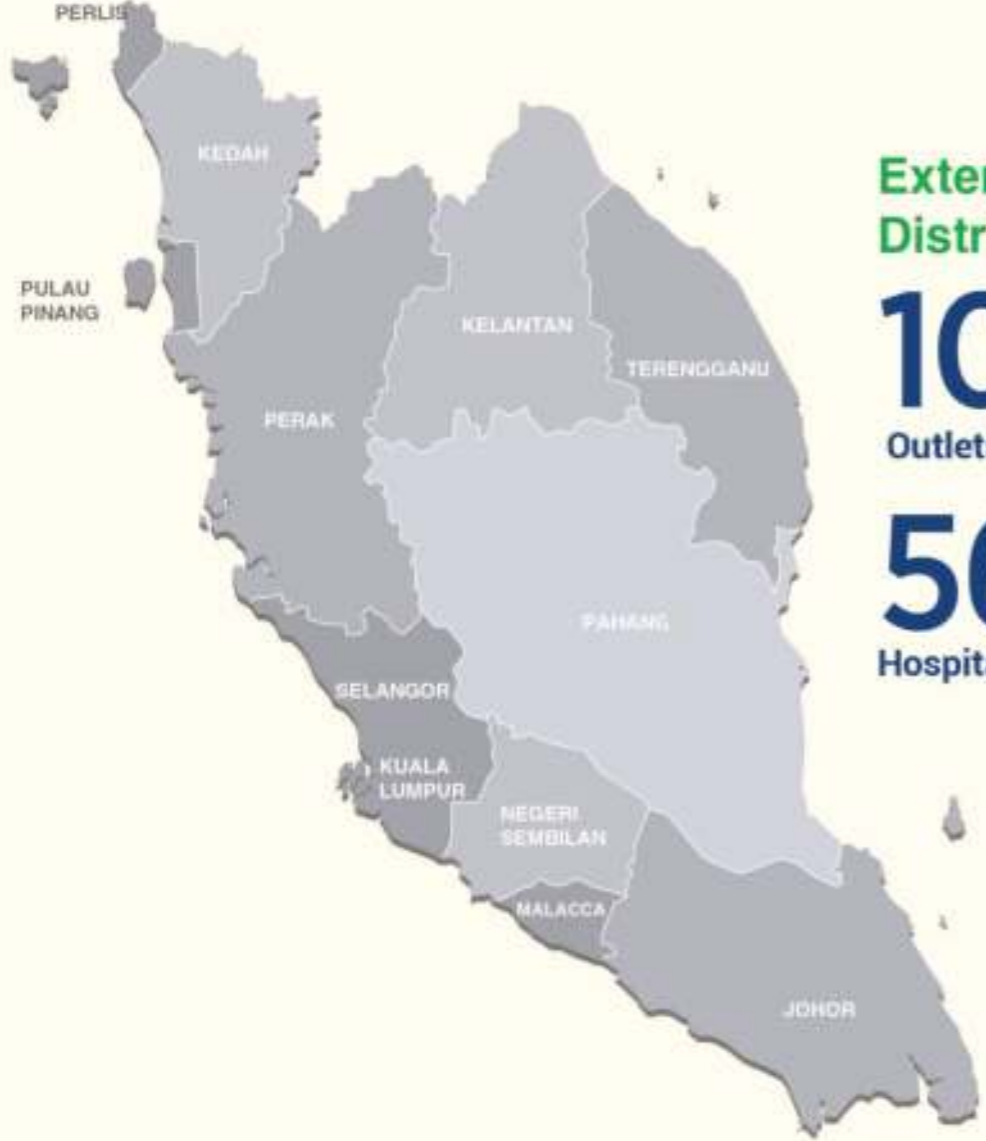 PERLIS
KEDAH
PULAU
PINANG
KELANTAN
TERENGGANU
PERAK
PAHANG
SELANGOR
KUALA
LUMPUR
NEGERI
SEMBILAN
MALACCA
JOHOR
Exter
Distr
10
Outlet
50
Hospita